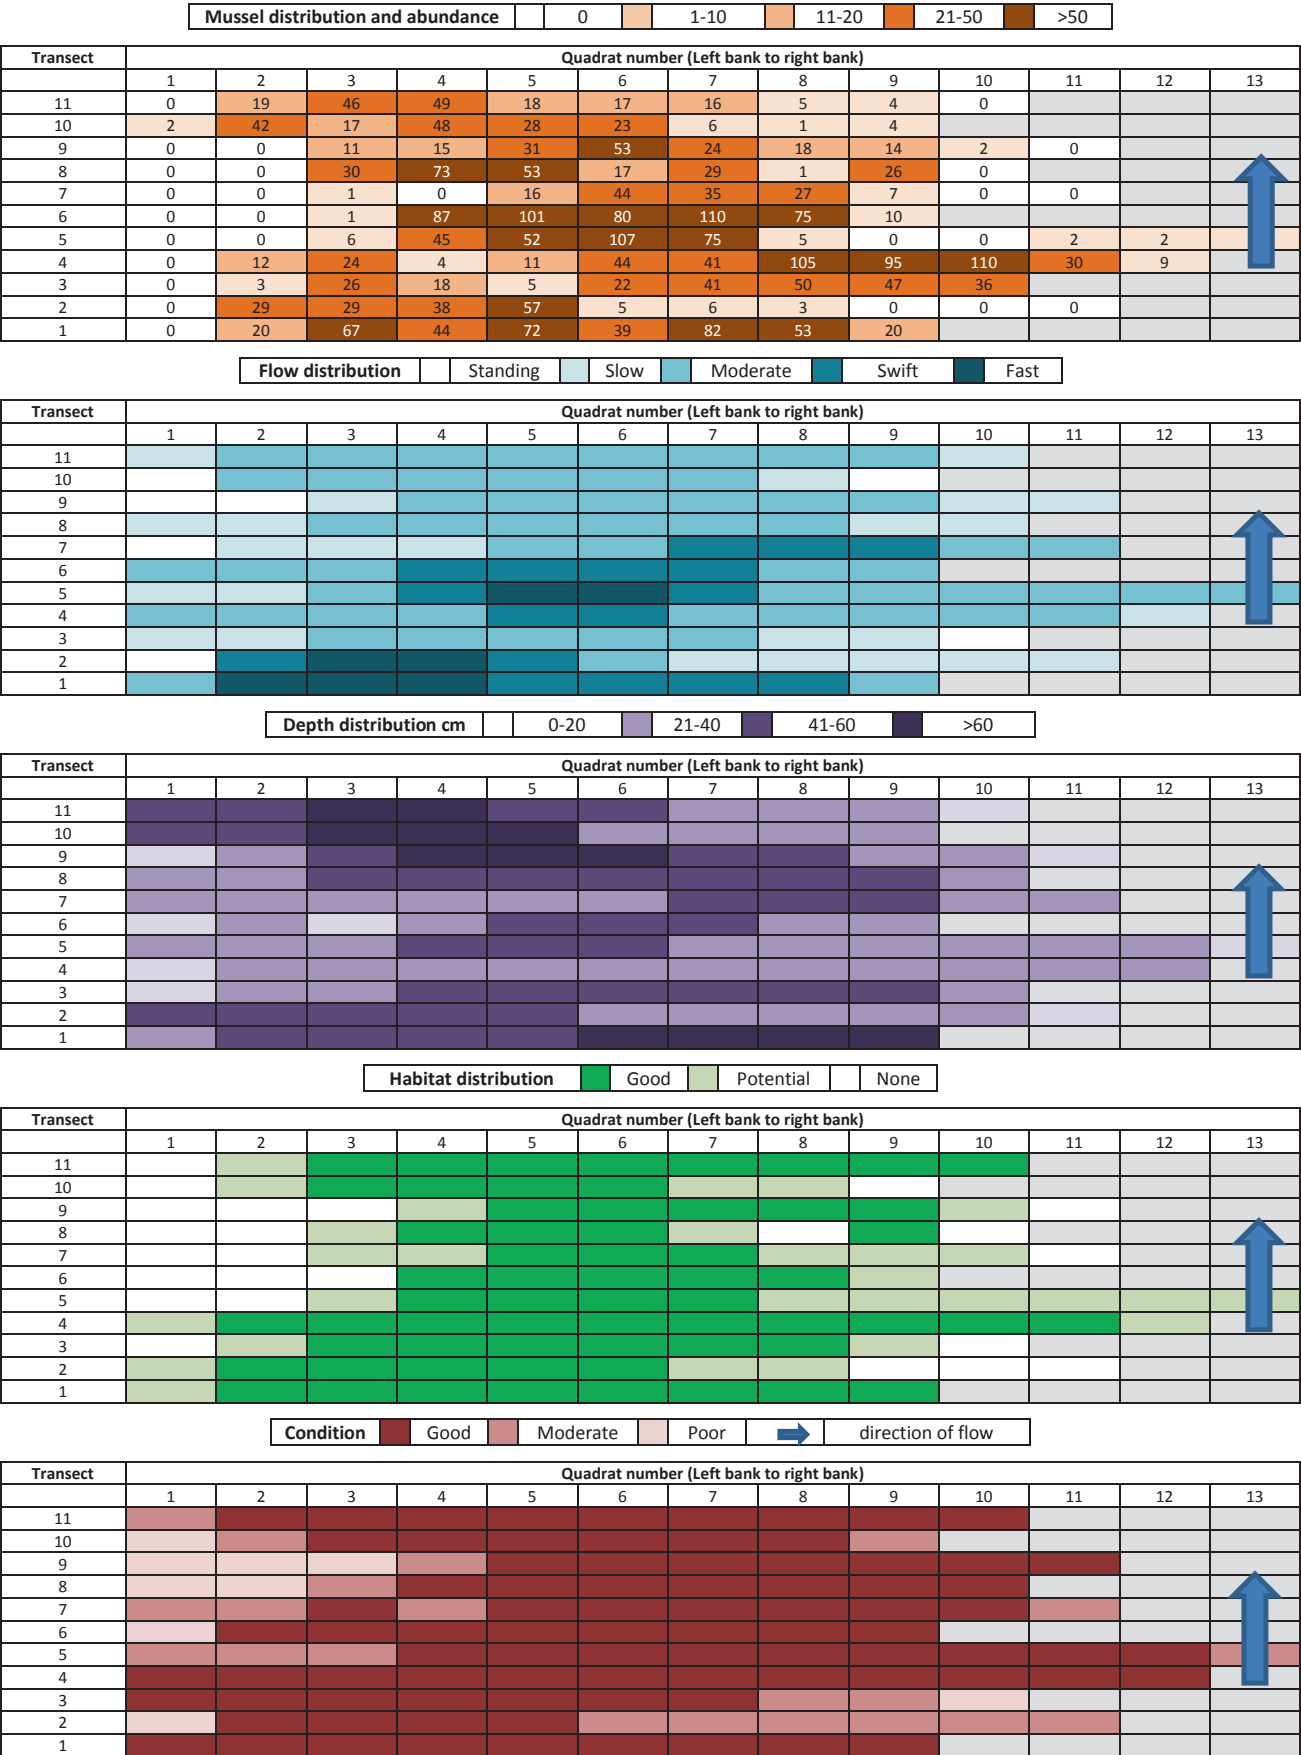 Mussel distribution and abundance 0 1-10 11-20 21-50 >50
Transect Quadrat number (Left bank to right bank)
1 2 3 4 5 6 7 8 9 10 11 12 13
11 0 19 46 49 18 17 16 5 4 0
10 2 42 17 48 28 23 6 1 4
9 0 0 11 15 31 53 24 18 14 2 0
8 0 0 30 73 53 17 29 1 26 0
7 0 0 1 0 16 44 35 27 7 0 0
6 0 0 1 87 101 80 110 75 10
5 0 0 6 45 52 107 75 5 0 0 2 2
4 0 12 24 4 11 44 41 105 95 110 30 9
3 0 3 26 18 5 22 41 50 47 36
2 0 29 29 38 57 5 6 3 0 0 0
1 0 20 67 44 72 39 82 53 20
Flow distribution Standing Slow Moderate Swift Fast
Transect Quadrat number (Left bank to right bank)
1 2 3 4 5 6 7 8 9 10 11 12 13
11
10
9
8
7
6
5
4
3
2
1
Depth distribution cm 0-20 21-40 41-60 >60
Transect Quadrat number (Left bank to right bank)
1 2 3 4 5 6 7 8 9 10 11 12 13
11
10
9
8
7
6
5
4
3
2
1
Habitat distribution Good Potential None
Transect Quadrat number (Left bank to right bank)
1 2 3 4 5 6 7 8 9 10 11 12 13
11
10
9
8
7
6
5
4
3
2
1
Condition Good Moderate Poor direction of flow
Transect Quadrat number (Left bank to right bank)
1 2 3 4 5 6 7 8 9 10 11 12 13
11
10
9
8
7
6
5
4
3
2
1